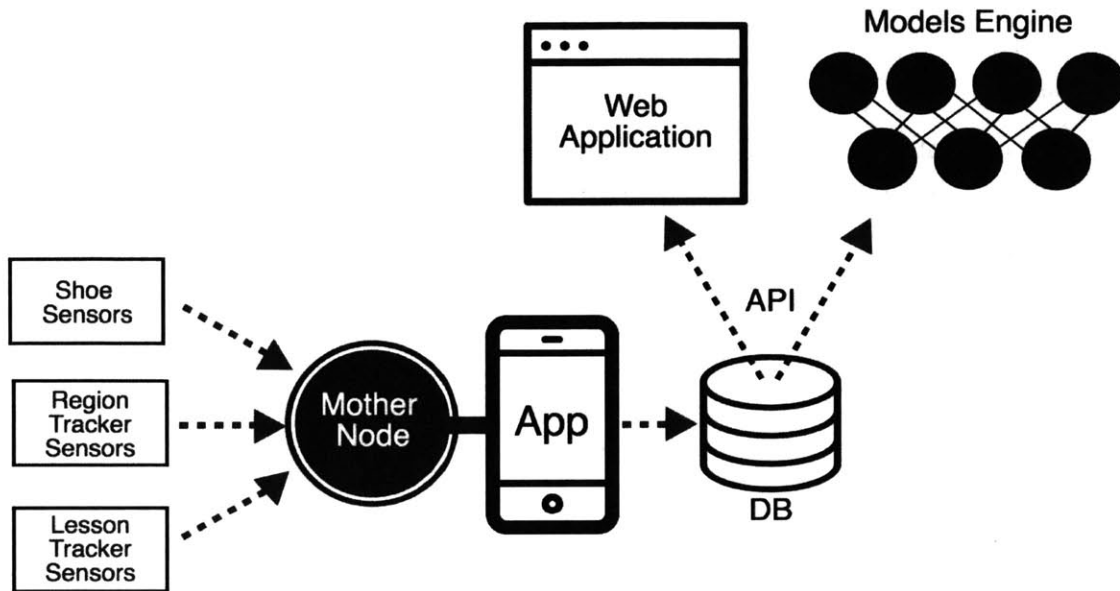 Models Engine
Web
Application
Shoe
Sensors
API
Region
Tracker
Sensors
Mother
Node
App
Lesson
Tracker
Sensors
DB